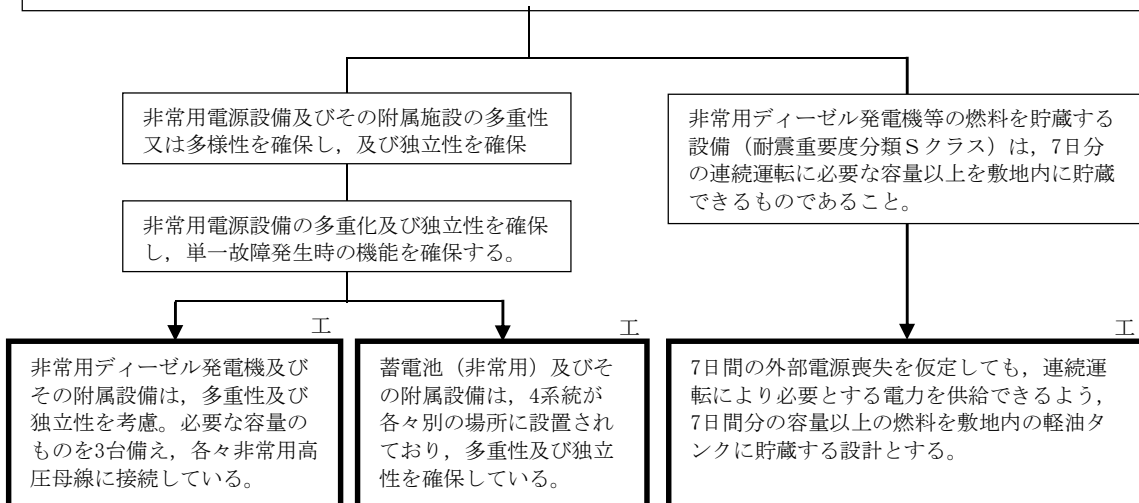 非常用電源設備及びその附属施設の多重性
又は多様性を確保し，及び独立性を確保
非常用ディーゼル発電機等の燃料を貯蔵する
設備（耐震重要度分類Ｓクラス）は，7日分
の連続運転に必要な容量以上を敷地内に貯蔵
できるものであること。
非常用電源設備の多重化及び独立性を確保
し，単一故障発生時の機能を確保する。
工
工
工
非常用ディーゼル発電機及び
その附属設備は，多重性及び
独立性を考慮。必要な容量の
ものを3台備え，各々非常用高
圧母線に接続している。
蓄電池（非常用）及びそ
の附属設備は，4系統が
各々別の場所に設置され
ており，多重性及び独立
性を確保している。
7日間の外部電源喪失を仮定しても，連続運
転により必要とする電力を供給できるよう，
7日間分の容量以上の燃料を敷地内の軽油タ
ンクに貯蔵する設計とする。